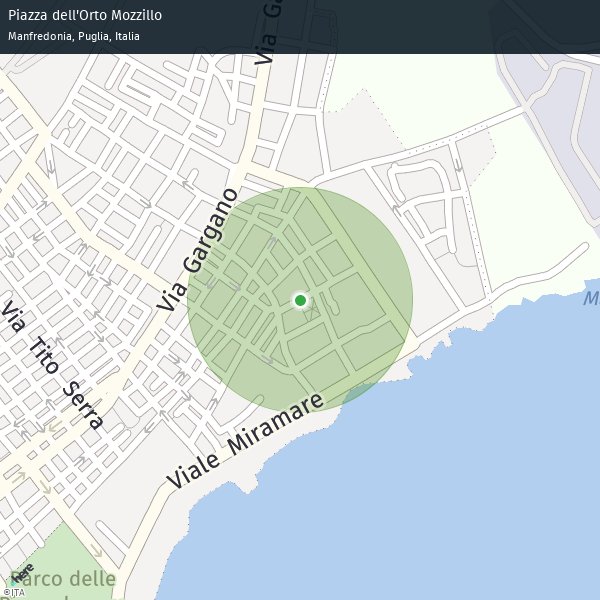 Piazza dell'Orto Mozzillo
Manfredonia, Puglia, Italia
Via Ga
Via Gargano
Via Tito Serra
Viale Miramare
M
Parco delle
here
©ITA